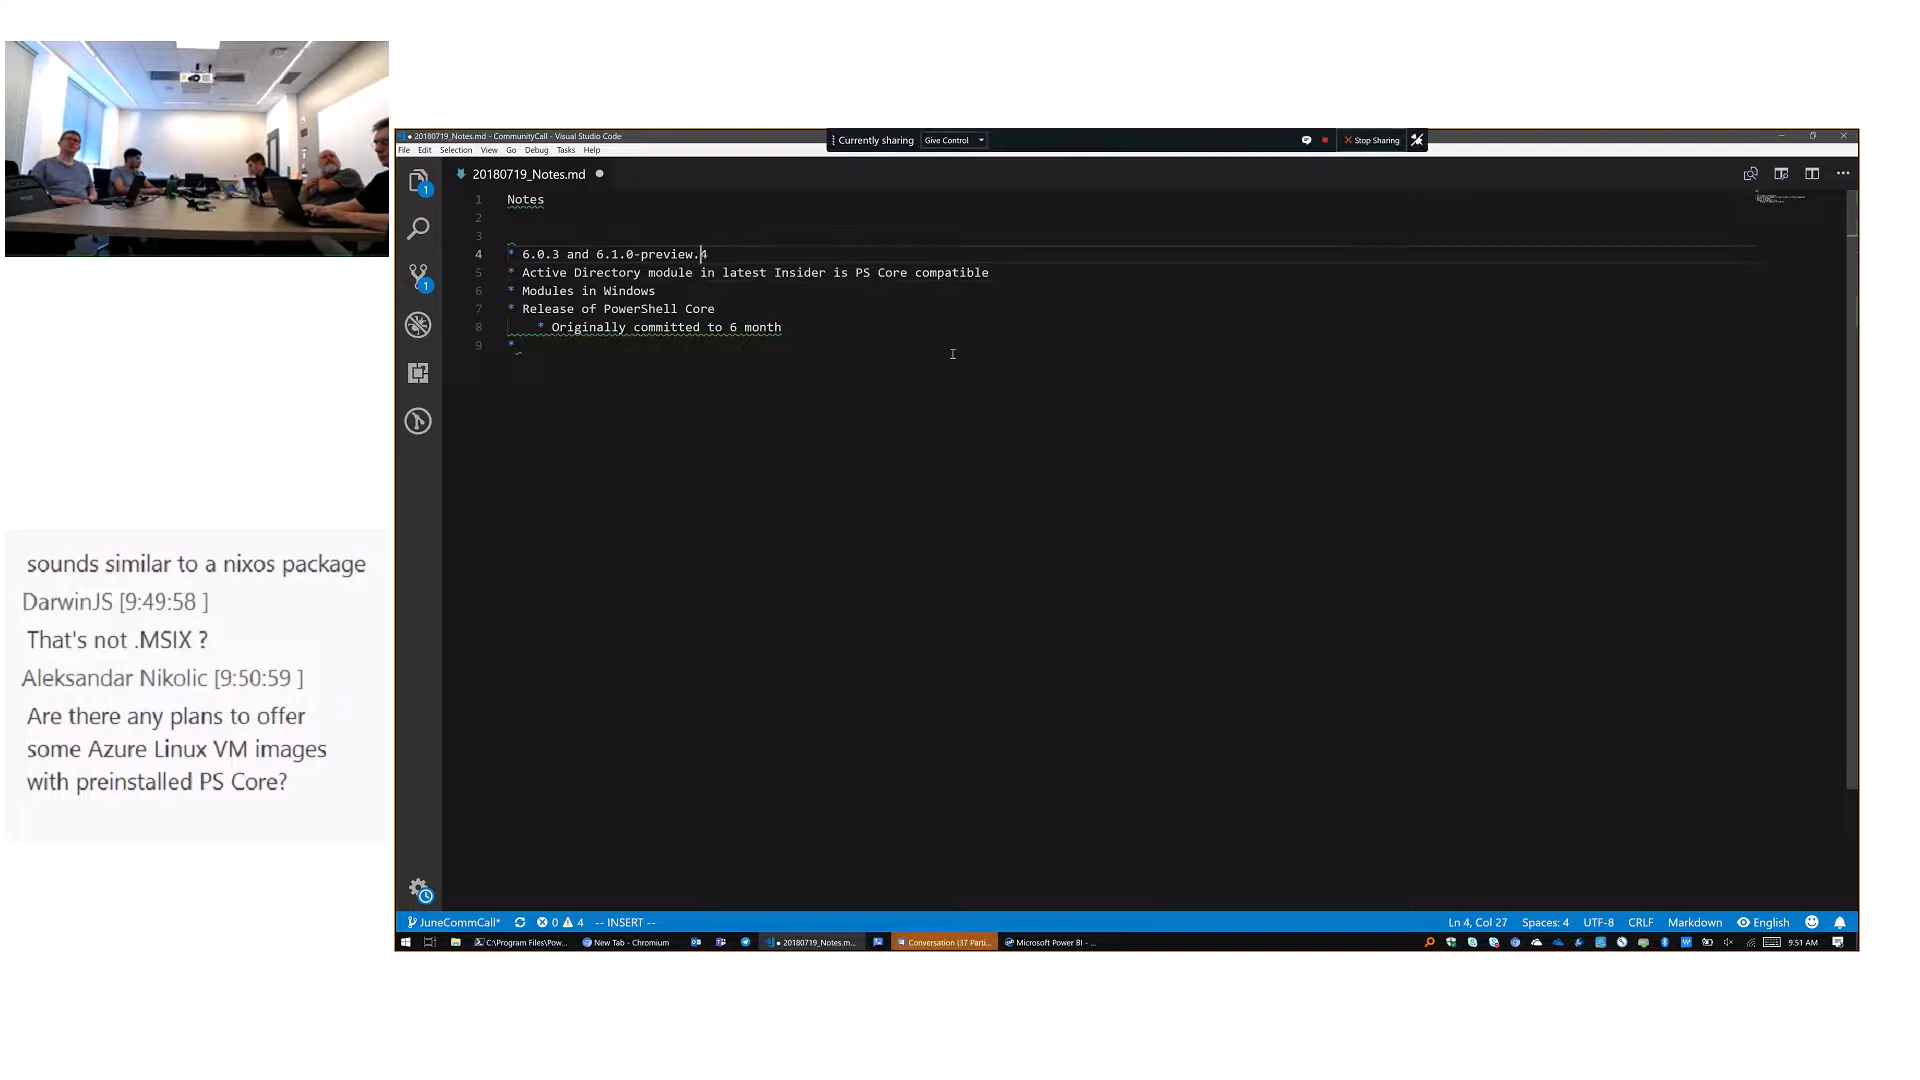 20180719_Notes.md - CommunityCall - Visual Studio Code
File Edit Selection View Go Debug Tasks Help
Currently sharing Give Control Stop Sharing
1
20180719_Notes.md
1 Notes
2
3
4 * 6.0.3 and 6.1.0-preview.4
5 * Active Directory module in latest Insider is PS Core compatible
6 * Modules in Windows
7 * Release of PowerShell Core
8 * Originally committed to 6 month
9 *
1
sounds similar to a nixos package
DarwinJS [9:49:58 ]
That's not .MSIX ?
Aleksandar Nikolic [9:50:59 ]
Are there any plans to offer
some Azure Linux VM images
with preinstalled PS Core?
JuneCommCall* 0 4 -- INSERT -- Ln 4, Col 27 Spaces: 4 UTF-8 CRLF Markdown English
C:\Program Files\Pow... New Tab - Chromium 20180719_Notes.m... Conversation (37 Parti... Microsoft Power BI - ... 9:51 AM